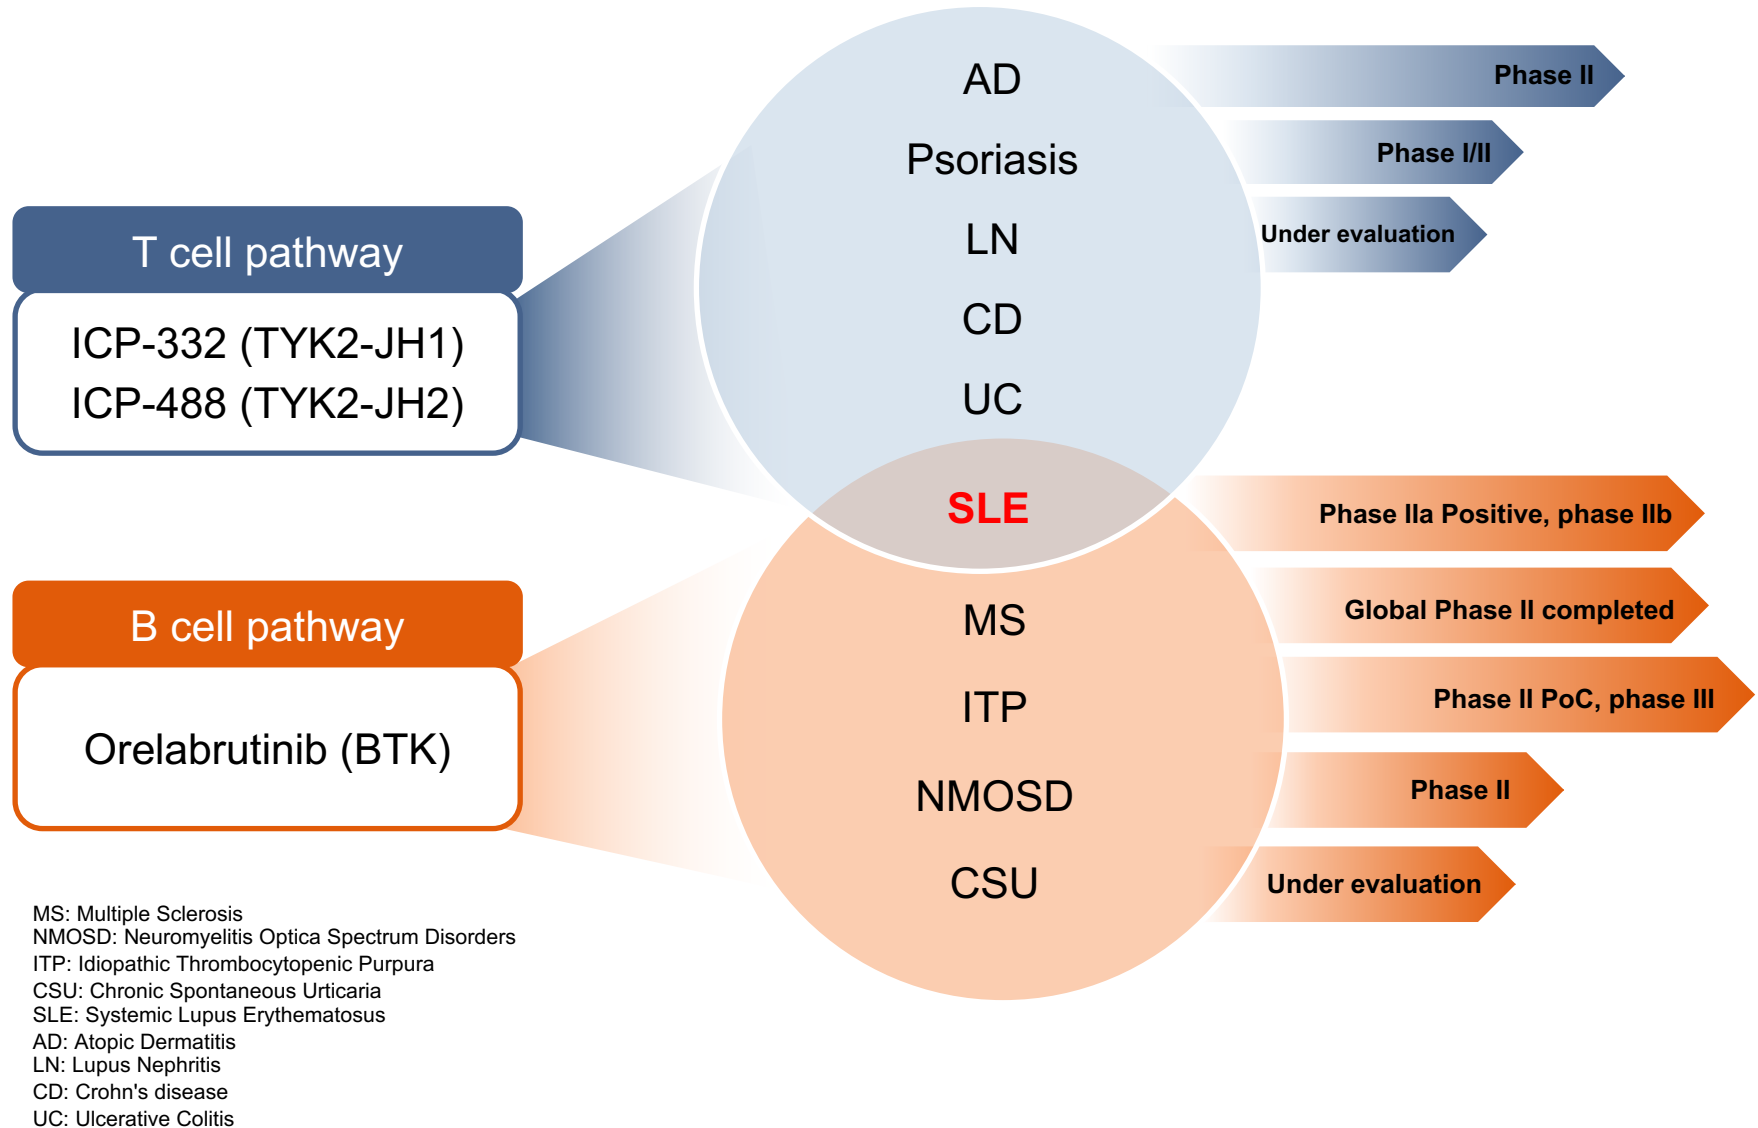 T cell pathway
ICP-332 (TYK2-JH1)
ICP-488 (TYK2-JH2)
B cell pathway
Orelabrutinib (BTK)
AD
Psoriasis
LN
CD
UC
SLE
MS
ITP
NMOSD
CSU
Phase II
Phase I/II
Under evaluation
Phase IIa Positive, phase IIb
Global Phase II completed
Phase II PoC, phase III
Phase II
Under evaluation
MS: Multiple Sclerosis
NMOSD: Neuromyelitis Optica Spectrum Disorders
ITP: Idiopathic Thrombocytopenic Purpura
CSU: Chronic Spontaneous Urticaria
SLE: Systemic Lupus Erythematosus
AD: Atopic Dermatitis
LN: Lupus Nephritis
CD: Crohn's disease
UC: Ulcerative Colitis